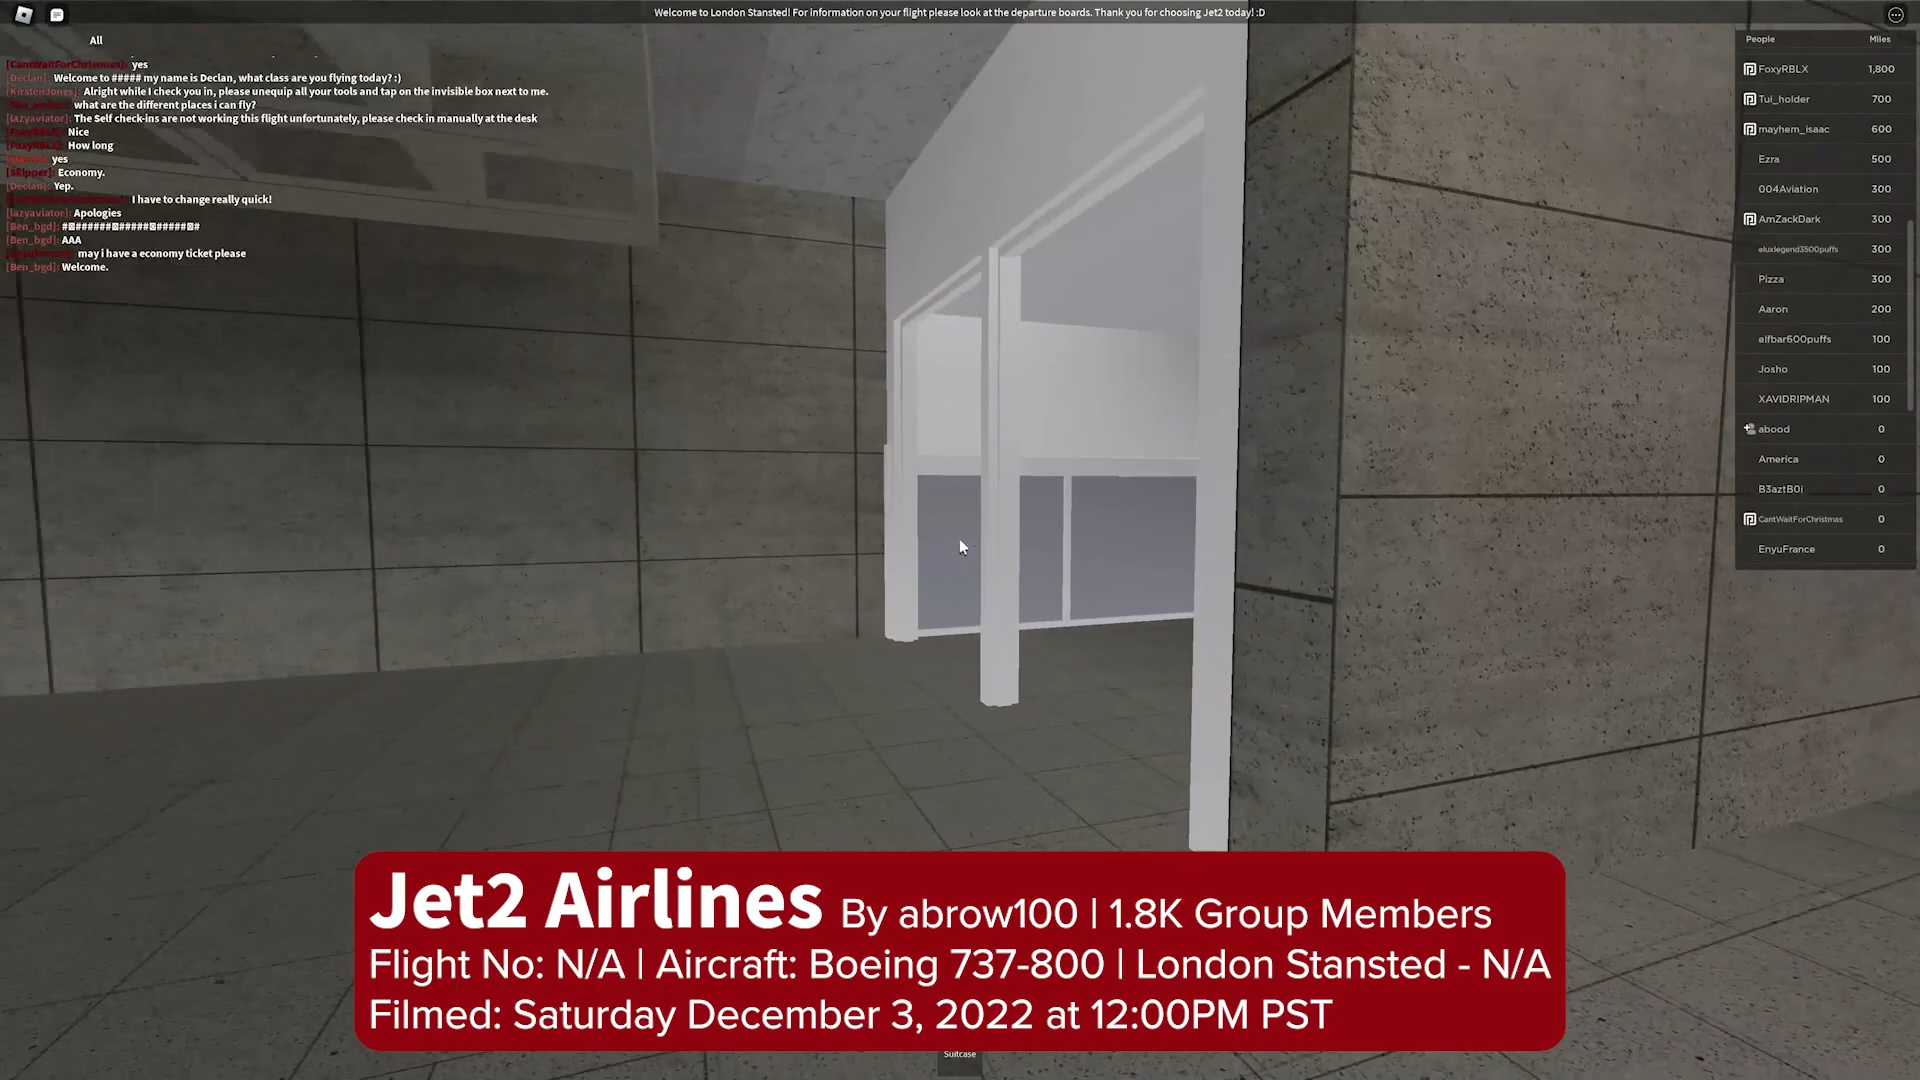 Welcome to London Stansted! For information on your flight please look at the departure boards. Thank you for choosing Jet2 today! :D
All
[CantWaitForChristmas]: yes
[Declan]: Welcome to ##### my name is Declan, what class are you flying today? :)
[KirstenJones]: Alright while I check you in, please unequip all your tools and tap on the invisible box next to me.
what are the different places i can fly?
[lazyaviator]: The Self check-ins are not working this flight unfortunately, please check in manually at the desk
[FoxyRBLX]: Nice
[FoxyRBLX]: How long
yes
[SRipper]: Economy.
[Declan]: Yep.
I have to change really quick!
[lazyaviator]: Apologies
[Ben_bgd]: #######################
[Ben_bgd]: AAA
may i have a economy ticket please
[Ben_bgd]: Welcome.
People Miles
FoxyRBLX 1,800
Tui_holder 700
mayhem_isaac 600
Ezra 500
004Aviation 300
AmZackDark 300
eluxlegend3500puffs 300
Pizza 300
Aaron 200
elfbar600puffs 100
Josho 100
XAVIDRIPMAN 100
abood 0
America 0
B3aztB0i 0
CantWaitForChristmas 0
EnyuFrance 0
Jet2 Airlines By abrow100 | 1.8K Group Members
Flight No: N/A | Aircraft: Boeing 737-800 | London Stansted - N/A
Filmed: Saturday December 3, 2022 at 12:00PM PST
Suitcase